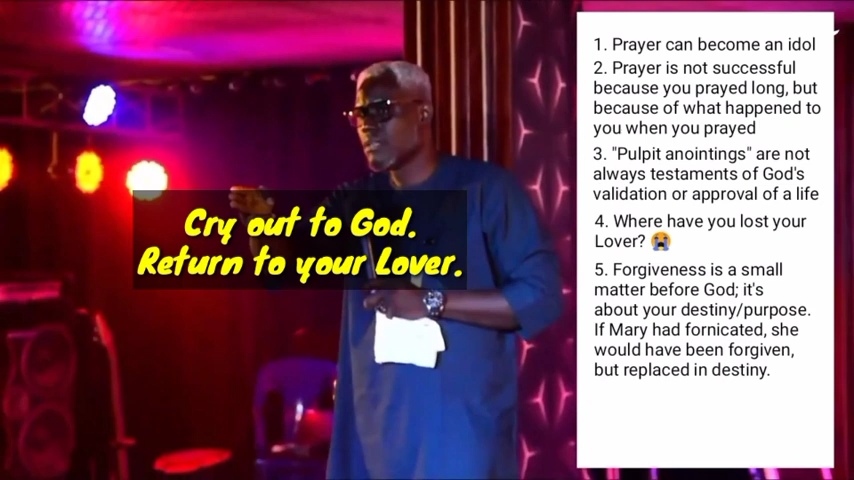 Cry out to God.
Return to your Lover.
1. Prayer can become an idol
2. Prayer is not successful
because you prayed long, but
because of what happened to
you when you prayed
3. "Pulpit anointings" are not
always testaments of God's
validation or approval of a life
4. Where have you lost your
Lover? 😭
5. Forgiveness is a small
matter before God; it's
about your destiny/purpose.
If Mary had fornicated, she
would have been forgiven,
but replaced in destiny.